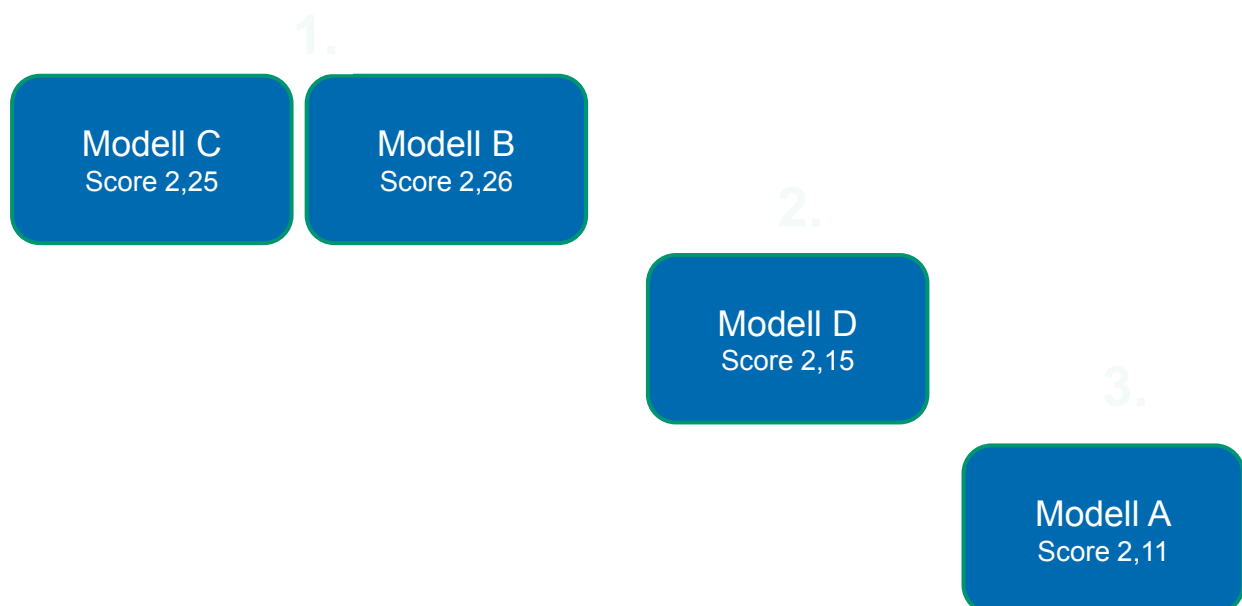 1.
Modell C
Score 2,25
Modell B
Score 2,26
2.
Modell D
Score 2,15
3.
Modell A
Score 2,11